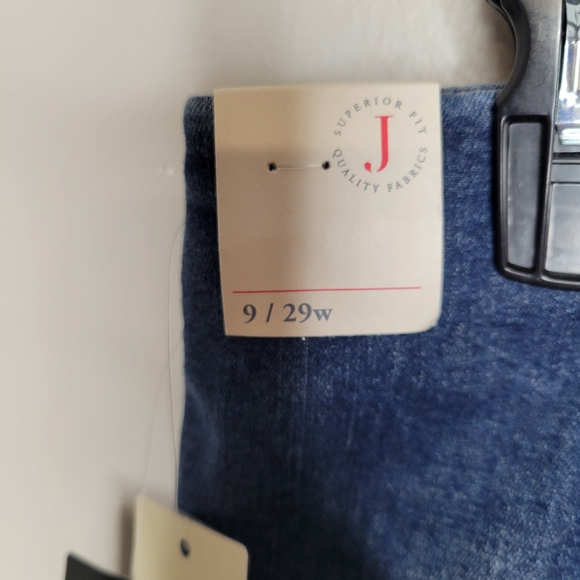 SUPERIOR FIT
J
QUALITY FABRICS
9 / 29w